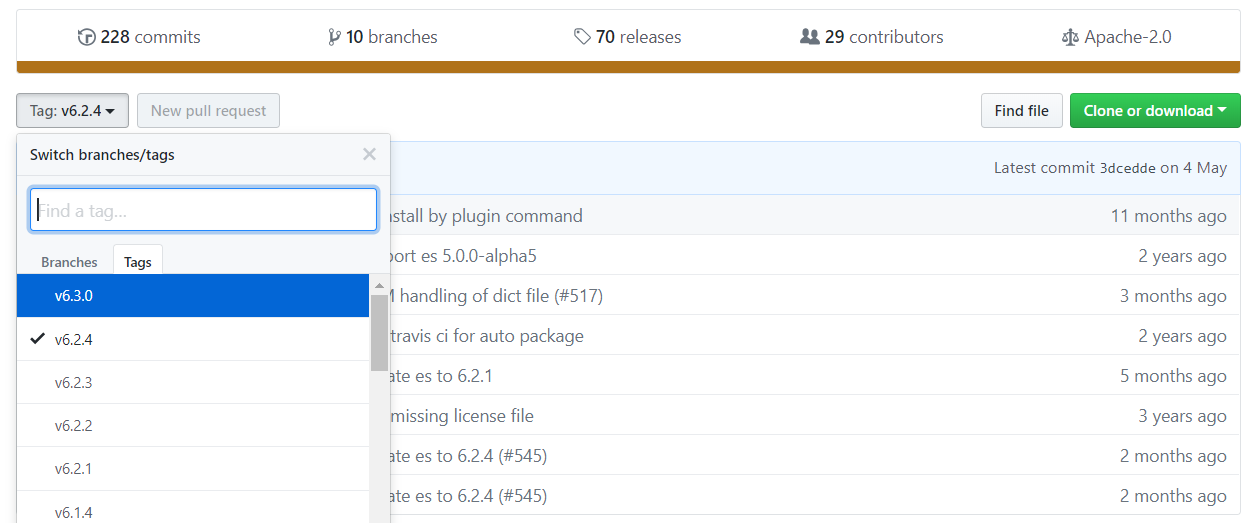 228 commits 10 branches 70 releases 29 contributors Apache-2.0
Tag: v6.2.4 New pull request Find file Clone or download
Switch branches/tags
Latest commit 3dcedde on 4 May
Find a tag...
Branches Tags
v6.3.0
v6.2.4
v6.2.3
v6.2.2
v6.2.1
v6.1.4
nstall by plugin command 11 months ago
port es 5.0.0-alpha5 2 years ago
M handling of dict file (#517) 3 months ago
travis ci for auto package 2 years ago
ate es to 6.2.1 5 months ago
missing license file 3 years ago
ate es to 6.2.4 (#545) 2 months ago
ate es to 6.2.4 (#545) 2 months ago